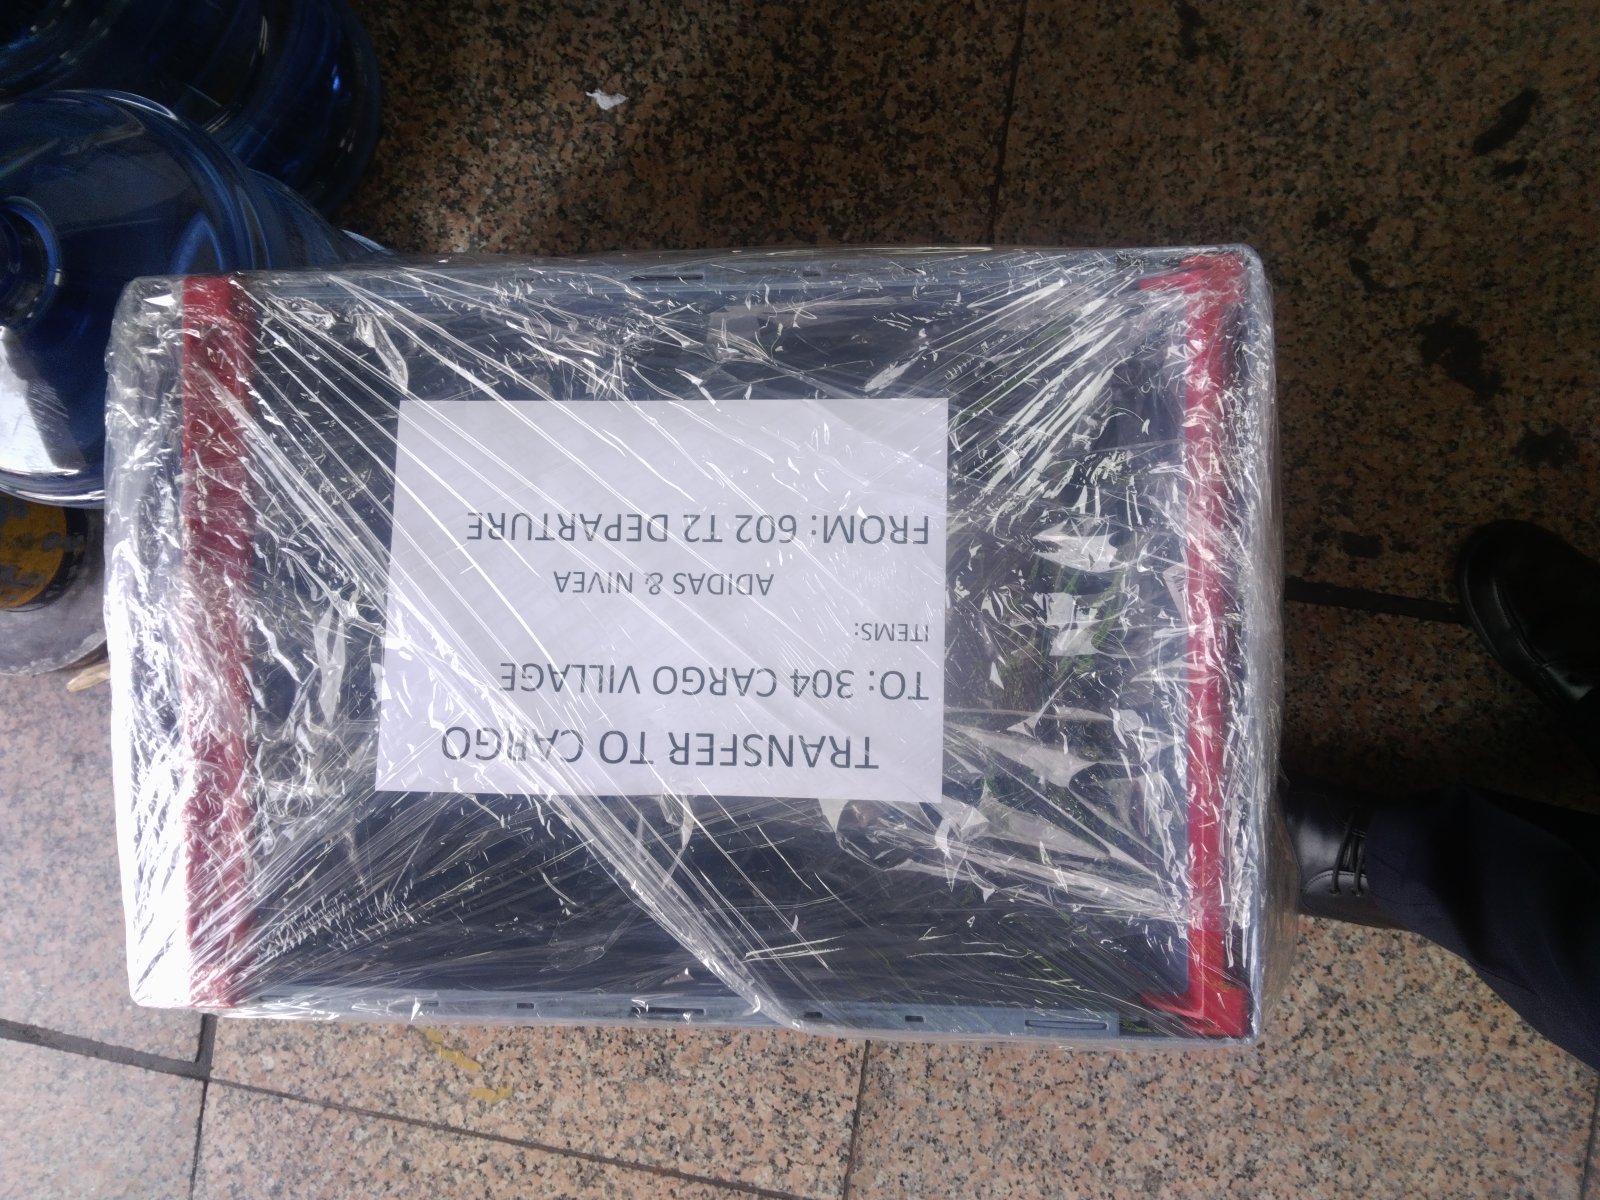 TRANSFER TO CARGO
TO: 304 CARGO VILLAGE
ITEMS:
ADIDAS & NIVEA
FROM: 602 T2 DEPARTURE